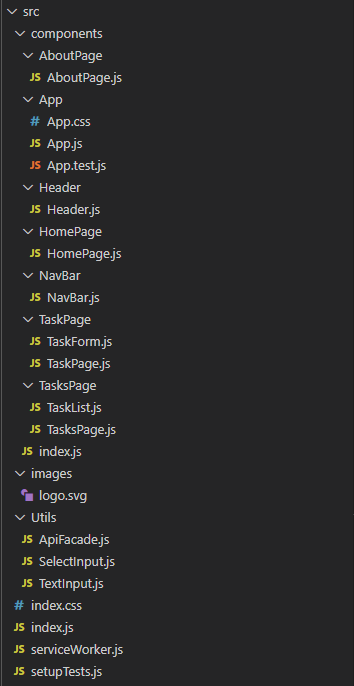 src
components
AboutPage
JS AboutPage.js
App
# App.css
JS App.js
JS App.test.js
Header
JS Header.js
HomePage
JS HomePage.js
NavBar
JS NavBar.js
TaskPage
JS TaskForm.js
JS TaskPage.js
TasksPage
JS TaskList.js
JS TasksPage.js
JS index.js
images
logo.svg
Utils
JS ApiFacade.js
JS SelectInput.js
JS TextInput.js
# index.css
JS index.js
JS serviceWorker.js
JS setupTests.js